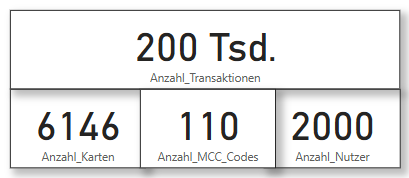 200 Tsd.
Anzahl_Transaktionen
6146 110 2000
Anzahl_Karten Anzahl_MCC_Codes Anzahl_Nutzer